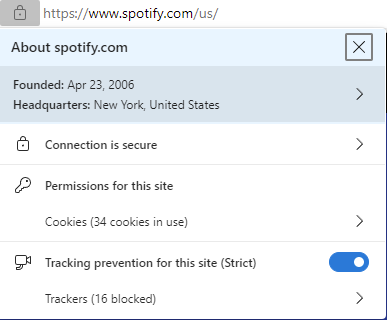 https://www.spotify.com/us/
About spotify.com
Founded: Apr 23, 2006
Headquarters: New York, United States
Connection is secure
Permissions for this site
Cookies (34 cookies in use)
Tracking prevention for this site (Strict)
Trackers (16 blocked)